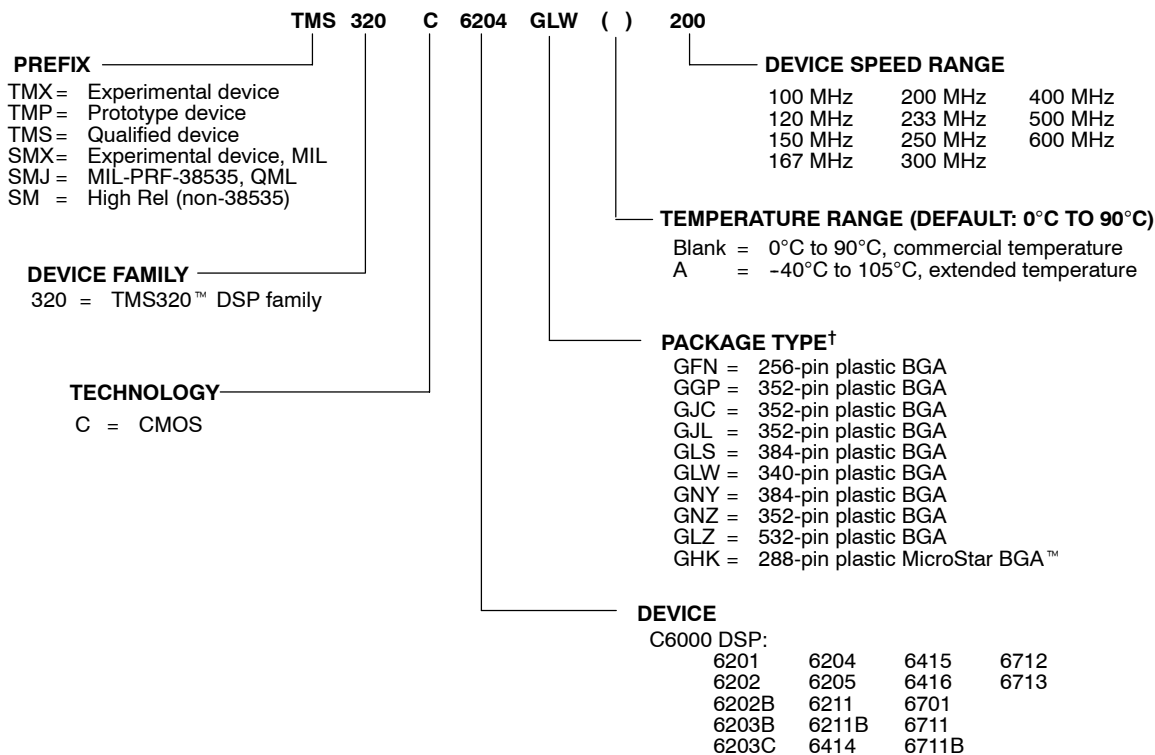 TMS 320 C 6204 GLW ( ) 200
PREFIX
TMX = Experimental device
TMP = Prototype device
TMS = Qualified device
SMX = Experimental device, MIL
SMJ = MIL-PRF-38535, QML
SM = High Rel (non-38535)
DEVICE SPEED RANGE
100 MHz 200 MHz 400 MHz
120 MHz 233 MHz 500 MHz
150 MHz 250 MHz 600 MHz
167 MHz 300 MHz
TEMPERATURE RANGE (DEFAULT: 0°C TO 90°C)
Blank = 0°C to 90°C, commercial temperature
A = -40°C to 105°C, extended temperature
DEVICE FAMILY
320 = TMS320™ DSP family
PACKAGE TYPE†
GFN = 256-pin plastic BGA
GGP = 352-pin plastic BGA
GJC = 352-pin plastic BGA
GJL = 352-pin plastic BGA
GLS = 384-pin plastic BGA
GLW = 340-pin plastic BGA
GNY = 384-pin plastic BGA
GNZ = 352-pin plastic BGA
GLZ = 532-pin plastic BGA
GHK = 288-pin plastic MicroStar BGA™
TECHNOLOGY
C = CMOS
DEVICE
C6000 DSP:
6201 6204 6415 6712
6202 6205 6416 6713
6202B 6211 6701
6203B 6211B 6711
6203C 6414 6711B